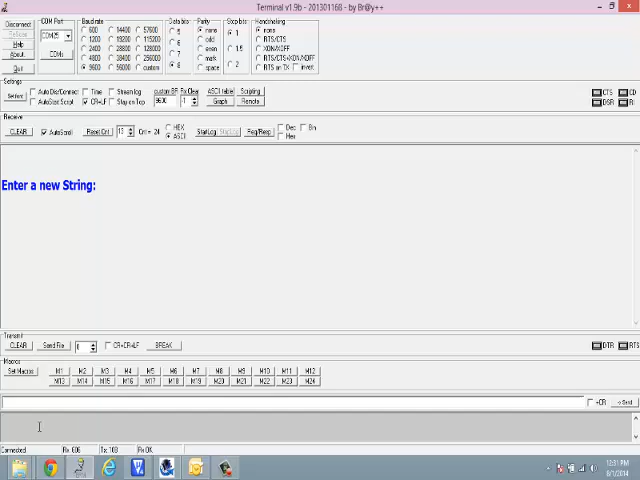 Terminal v1.9b - 20130116ß - by Br@y++
Disconnect
ReScan
Help
About..
Quit
COM Port
COM25
COMs
Baud rate
600 14400 57600
1200 19200 115200
2400 28800 128000
4800 38400 256000
9600 56000 custom
Data bits
5
6
7
8
Parity
none
odd
even
mark
space
Stop bits
1
1.5
2
Handshaking
none
RTS/CTS
XON/XOFF
RTS/CTS+XON/XOFF
RTS on TX invert
Settings
Set font
Auto Dis/Connect Time Stream log
AutoStart Script CR=LF Stay on Top
custom BR Rx Clear
9600 -1
ASCII table Scripting
Graph Remote
CTS CD
DSR RI
Receive
CLEAR AutoScroll Reset Cnt 13 Cnt = 24
HEX
ASCII
StartLog StopLog Req/Resp
Dec Bin
Hex
Enter a new String:
Transmit
CLEAR Send File 0 CR=CR+LF BREAK
DTR RTS
Macros
Set Macros
M1 M2 M3 M4 M5 M6 M7 M8 M9 M10 M11 M12
M13 M14 M15 M16 M17 M18 M19 M20 M21 M22 M23 M24
+CR -> Send
Connected Rx: 606 Tx: 103 Rx OK
12:31 PM
8/1/2014